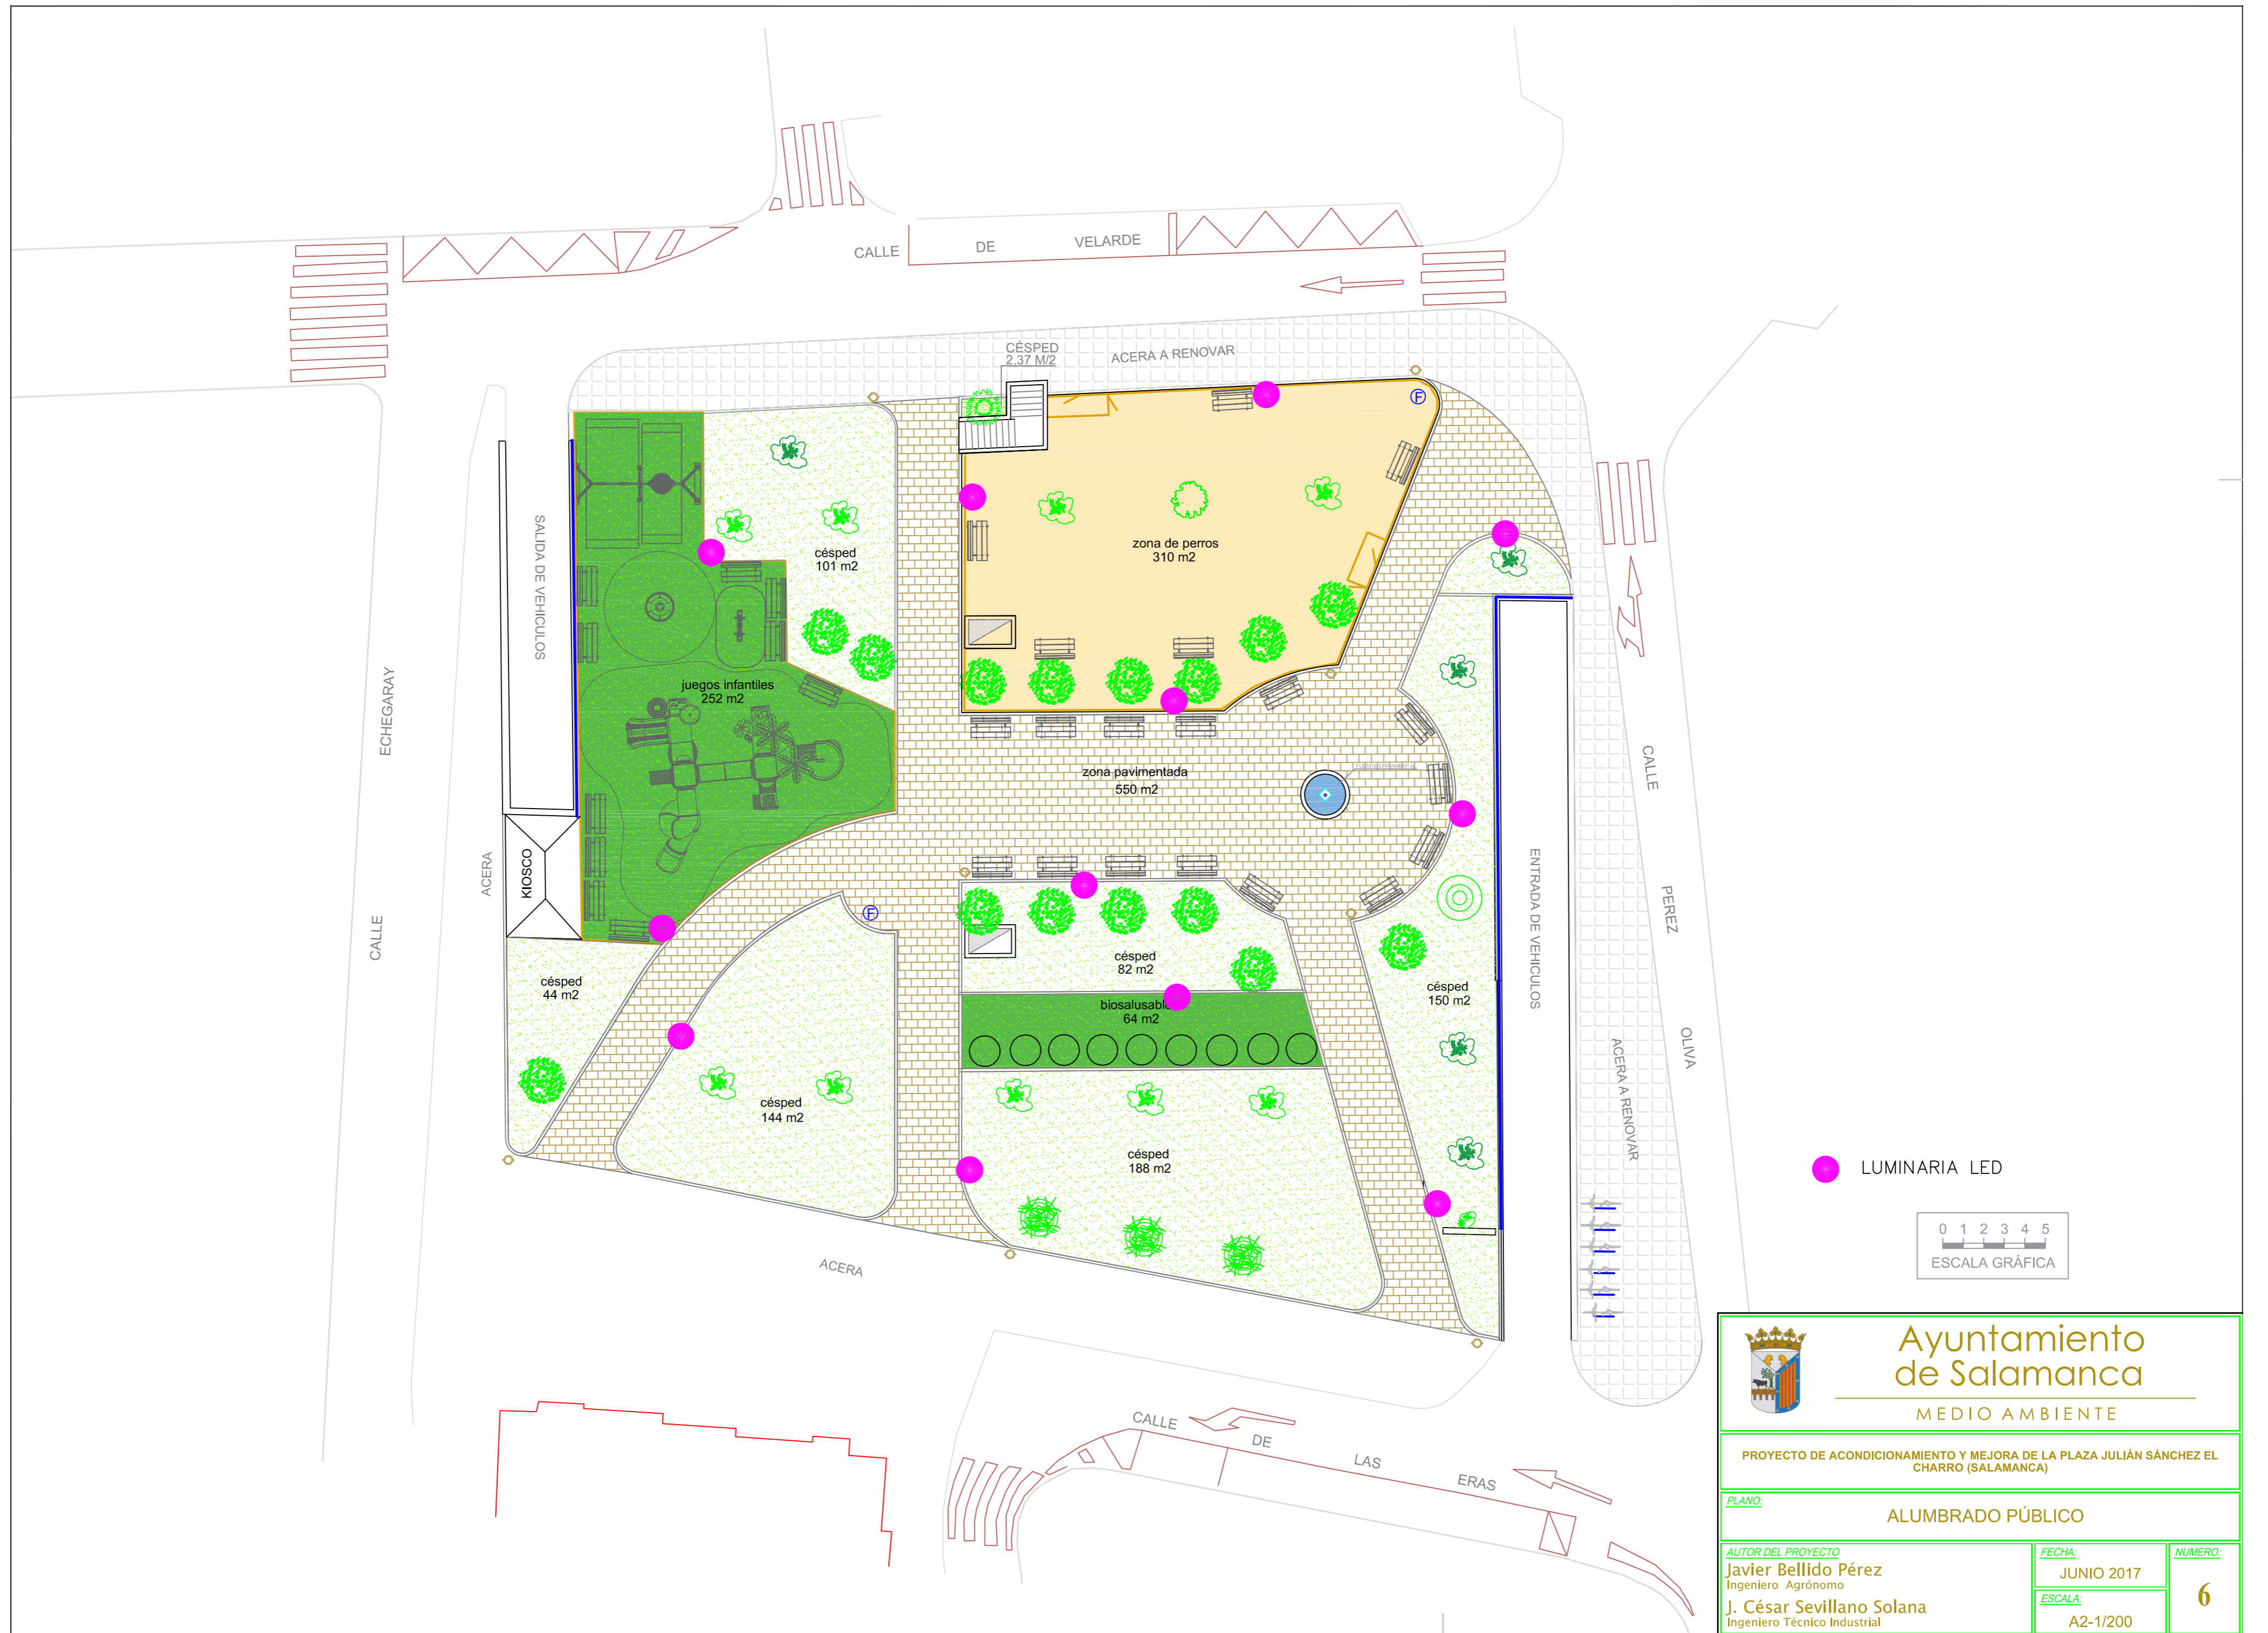 CALLE DE VELARDE
CÉSPED
2,37 M/2
ACERA A RENOVAR
F
SALIDA DE VEHICULOS
césped
101 m2
zona de perros
310 m2
juegos infantiles
252 m2
ECHEGARAY
CALLE
ACERA
KIOSCO
zona pavimentada
550 m2
FUENTE ORNAMENTAL
CALLE PEREZ OLIVA
ENTRADA DE VEHICULOS
ACERA A RENOVAR
F
césped
44 m2
césped
82 m2
biosalusable
64 m2
césped
150 m2
césped
144 m2
césped
188 m2
ACERA
LUMINARIA LED
0 1 2 3 4 5
ESCALA GRÁFICA
CALLE DE LAS ERAS
Ayuntamiento
de Salamanca
MEDIO AMBIENTE
PROYECTO DE ACONDICIONAMIENTO Y MEJORA DE LA PLAZA JULIÁN SÁNCHEZ EL
CHARRO (SALAMANCA)
PLANO:
ALUMBRADO PÚBLICO
AUTOR DEL PROYECTO
Javier Bellido Pérez
Ingeniero Agrónomo
J. César Sevillano Solana
Ingeniero Técnico Industrial
FECHA:
JUNIO 2017
ESCALA:
A2-1/200
NUMERO:
6